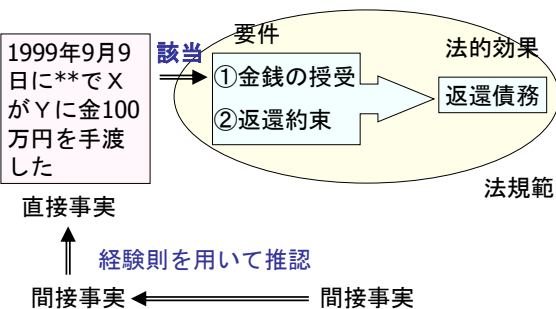 要件
法的効果
1999年9月9
日に**でX
がYに金100
万円を手渡
した
該当
①金銭の授受
②返還約束
返還債務
法規範
直接事実
経験則を用いて推認
間接事実
間接事実